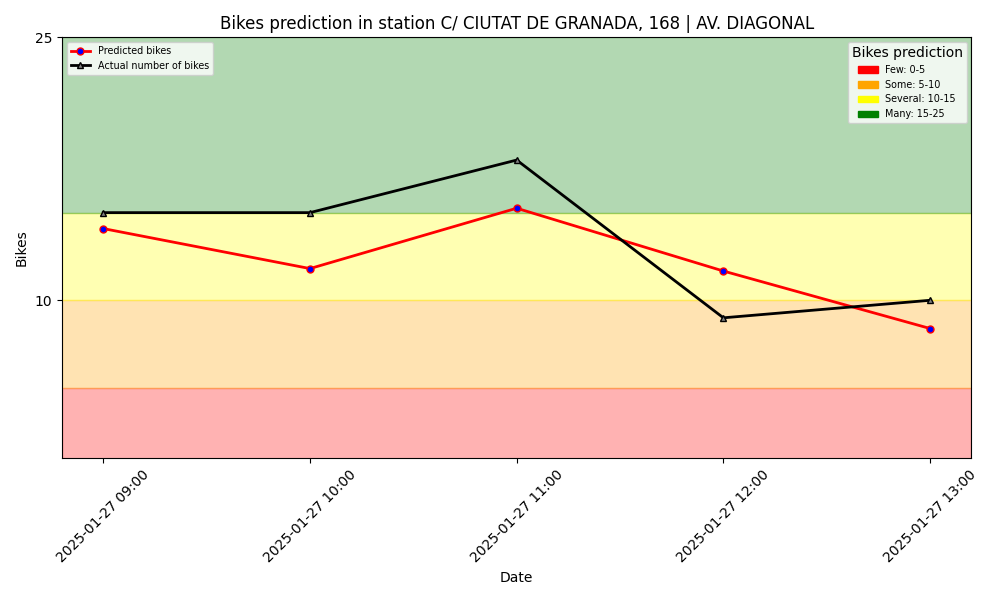 Bikes prediction in station C/ CIUTAT DE GRANADA, 168 | AV. DIAGONAL
25
Predicted bikes
Actual number of bikes
Bikes prediction
Few: 0-5
Some: 5-10
Several: 10-15
Many: 15-25
Bikes
10
2025-01-27 09:00
2025-01-27 10:00
2025-01-27 11:00
2025-01-27 12:00
2025-01-27 13:00
Date